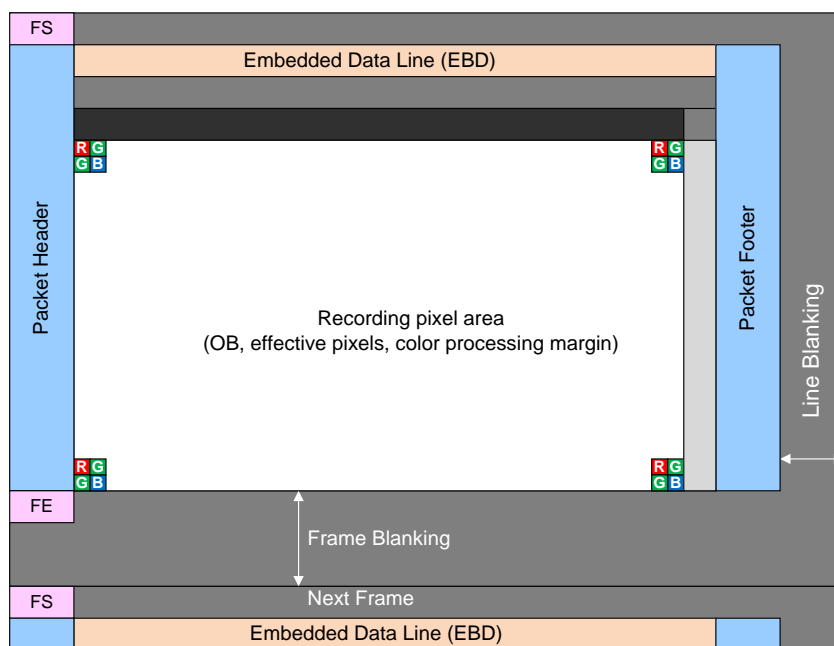 FS
Embedded Data Line (EBD)
R G R G
G B G B
Packet Header
Recording pixel area
(OB, effective pixels, color processing margin)
Packet Footer
Line Blanking
R G R G
G B G B
FE
Frame Blanking
Next Frame
FS
Embedded Data Line (EBD)